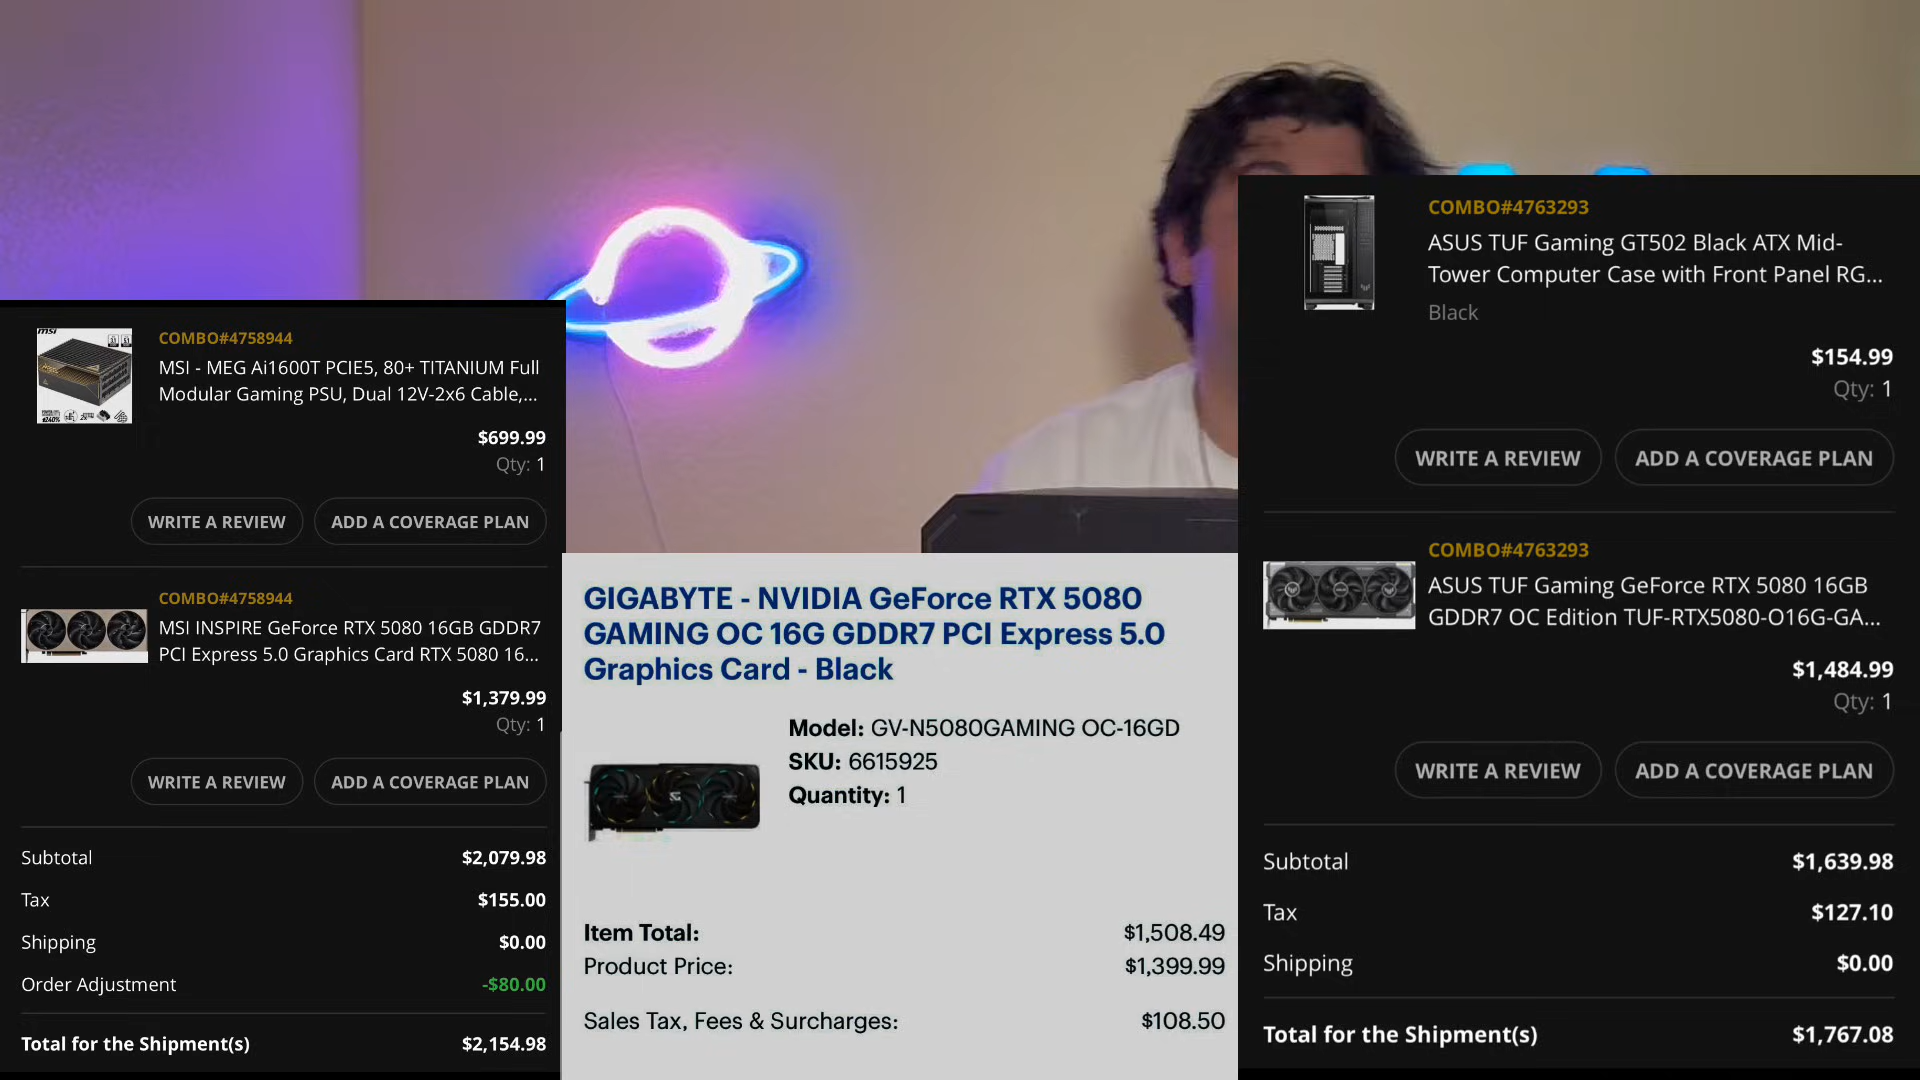 COMBO#4758944
MSI - MEG Ai1600T PCIE5, 80+ TITANIUM Full
Modular Gaming PSU, Dual 12V-2x6 Cable,...
$699.99
Qty: 1
WRITE A REVIEW
ADD A COVERAGE PLAN
COMBO#4758944
MSI INSPIRE GeForce RTX 5080 16GB GDDR7
PCI Express 5.0 Graphics Card RTX 5080 16...
$1,379.99
Qty: 1
WRITE A REVIEW
ADD A COVERAGE PLAN
Subtotal $2,079.98
Tax $155.00
Shipping $0.00
Order Adjustment -$80.00
Total for the Shipment(s) $2,154.98
GIGABYTE - NVIDIA GeForce RTX 5080
GAMING OC 16G GDDR7 PCI Express 5.0
Graphics Card - Black
Model: GV-N5080GAMING OC-16GD
SKU: 6615925
Quantity: 1
Item Total: $1,508.49
Product Price: $1,399.99
Sales Tax, Fees & Surcharges: $108.50
COMBO#4763293
ASUS TUF Gaming GT502 Black ATX Mid-
Tower Computer Case with Front Panel RG...
Black
$154.99
Qty: 1
WRITE A REVIEW
ADD A COVERAGE PLAN
COMBO#4763293
ASUS TUF Gaming GeForce RTX 5080 16GB
GDDR7 OC Edition TUF-RTX5080-O16G-GA...
$1,484.99
Qty: 1
WRITE A REVIEW
ADD A COVERAGE PLAN
Subtotal $1,639.98
Tax $127.10
Shipping $0.00
Total for the Shipment(s) $1,767.08